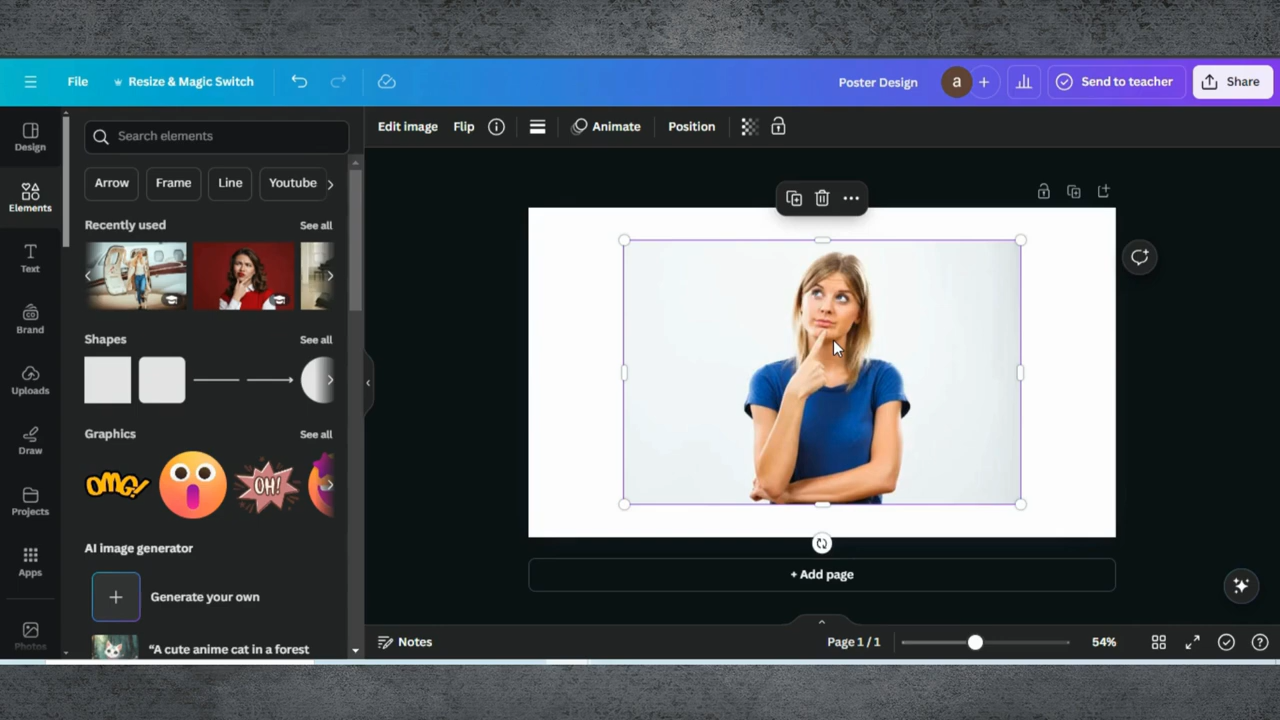 File
Resize & Magic Switch
Poster Design
a
Send to teacher
Share
Design
Elements
Text
Brand
Uploads
Draw
Projects
Apps
Photos
Search elements
Arrow
Frame
Line
Youtube
Recently used
See all
Shapes
See all
Graphics
See all
OMG!
OH!
AI image generator
Generate your own
“A cute anime cat in a forest
Edit image
Flip
Animate
Position
+ Add page
Notes
Page 1 / 1
54%